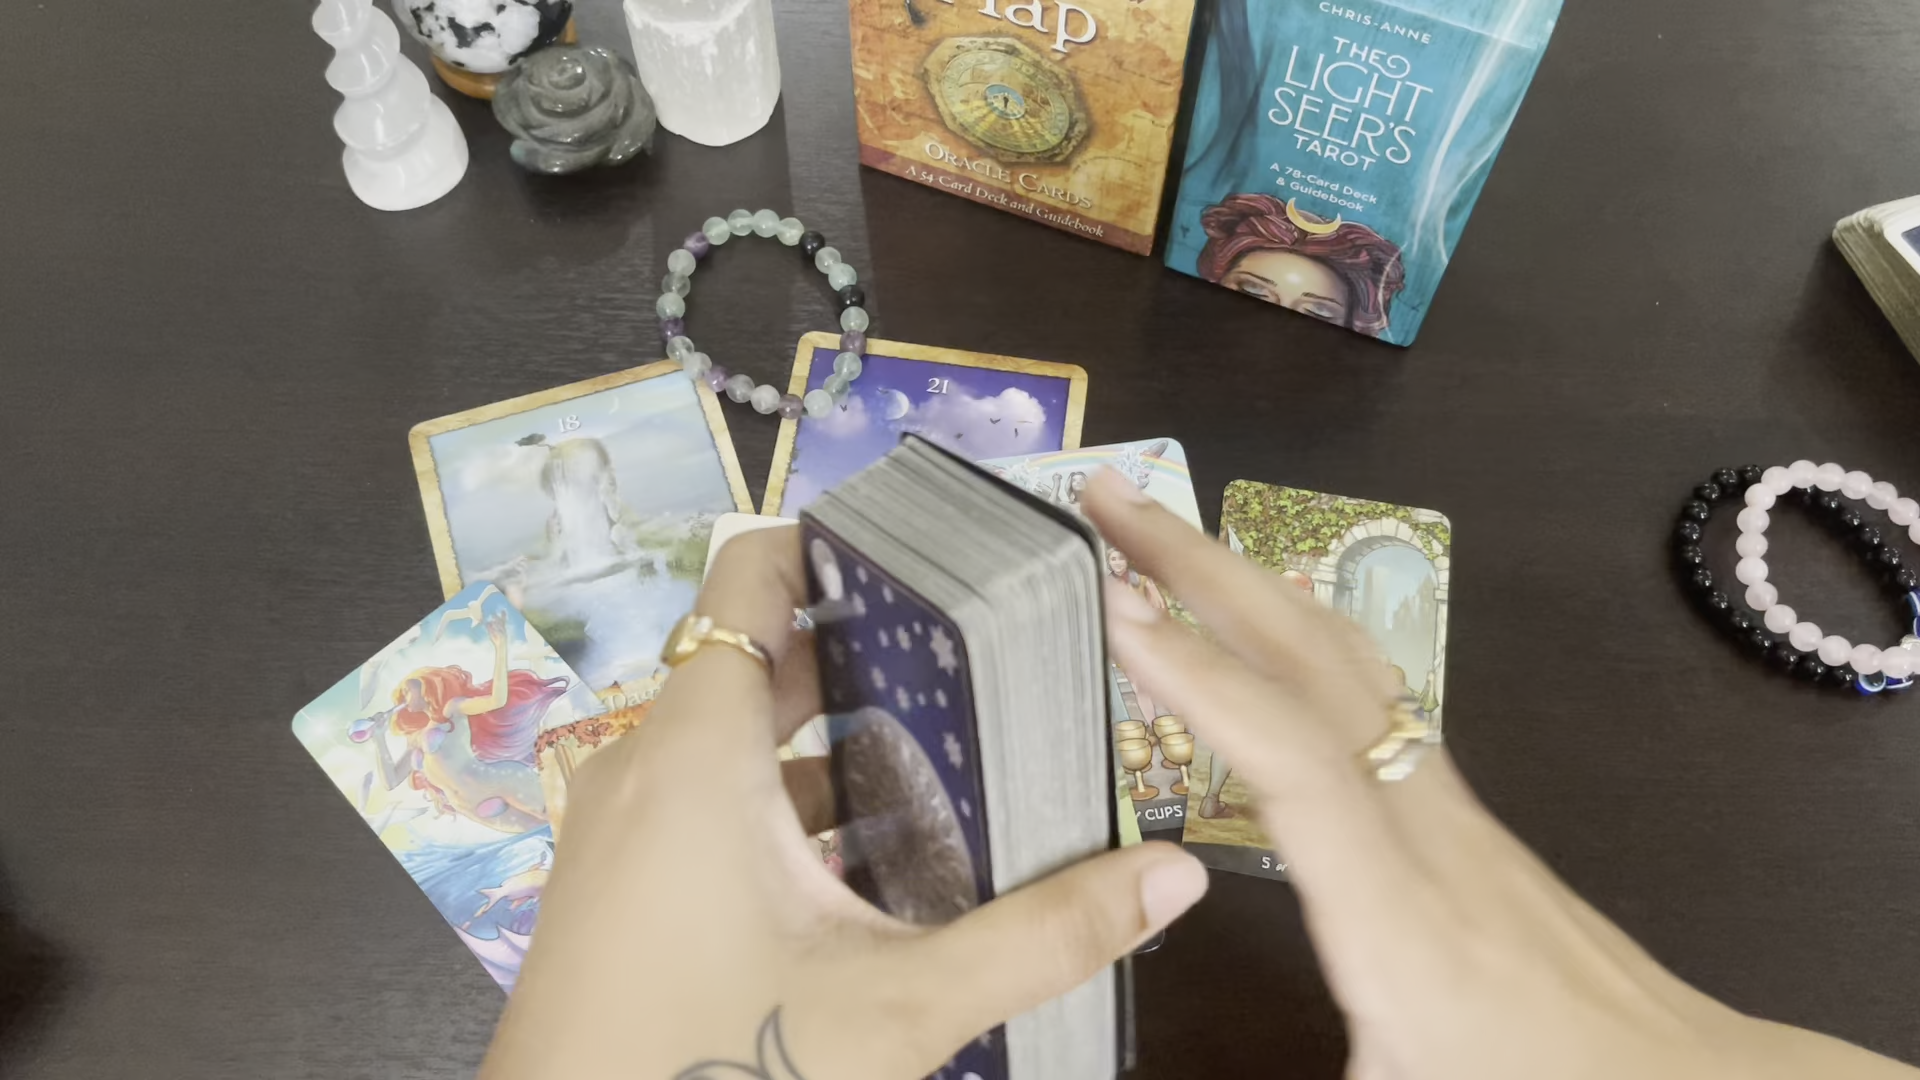 Map
ORACLE CARDS
A 54 Card Deck and Guidebook
CHRIS-ANNE
THE
LIGHT
SEER'S
TAROT
A 78-Card Deck
& Guidebook
18
21
CUPS
5